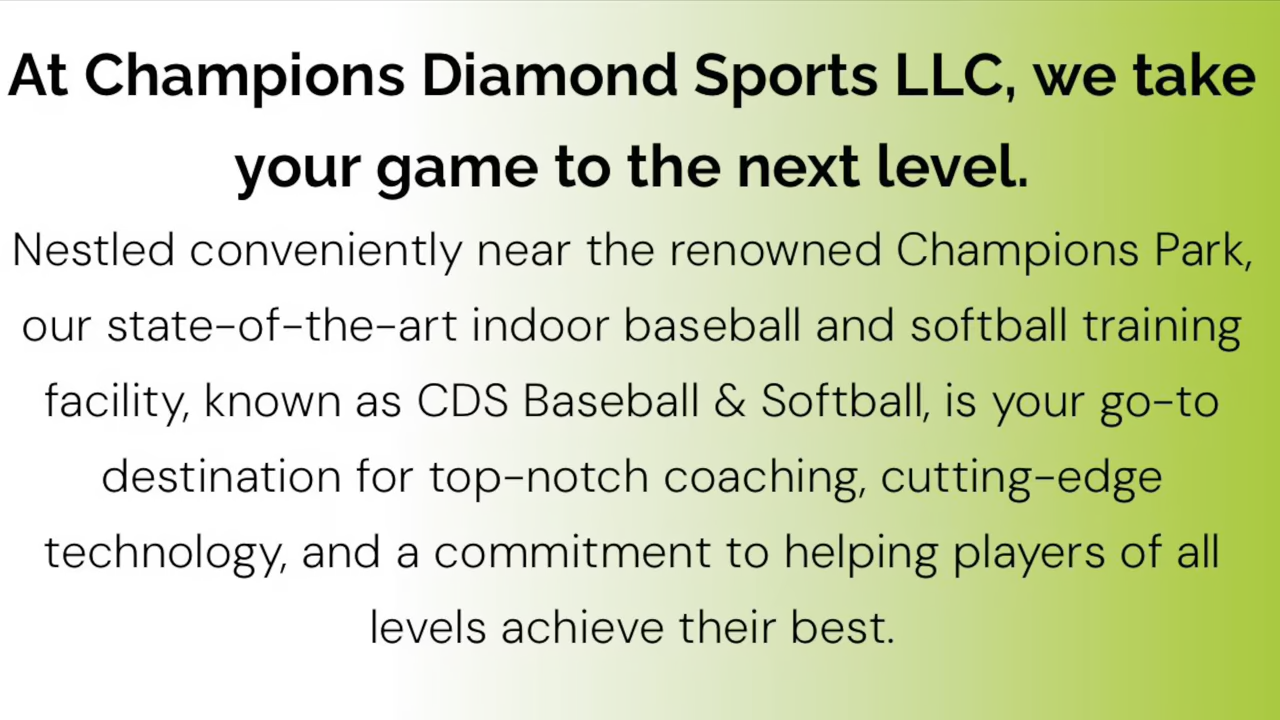 At Champions Diamond Sports LLC, we take
your game to the next level.
Nestled conveniently near the renowned Champions Park,
our state-of-the-art indoor baseball and softball training
facility, known as CDS Baseball & Softball, is your go-to
destination for top-notch coaching, cutting-edge
technology, and a commitment to helping players of all
levels achieve their best.